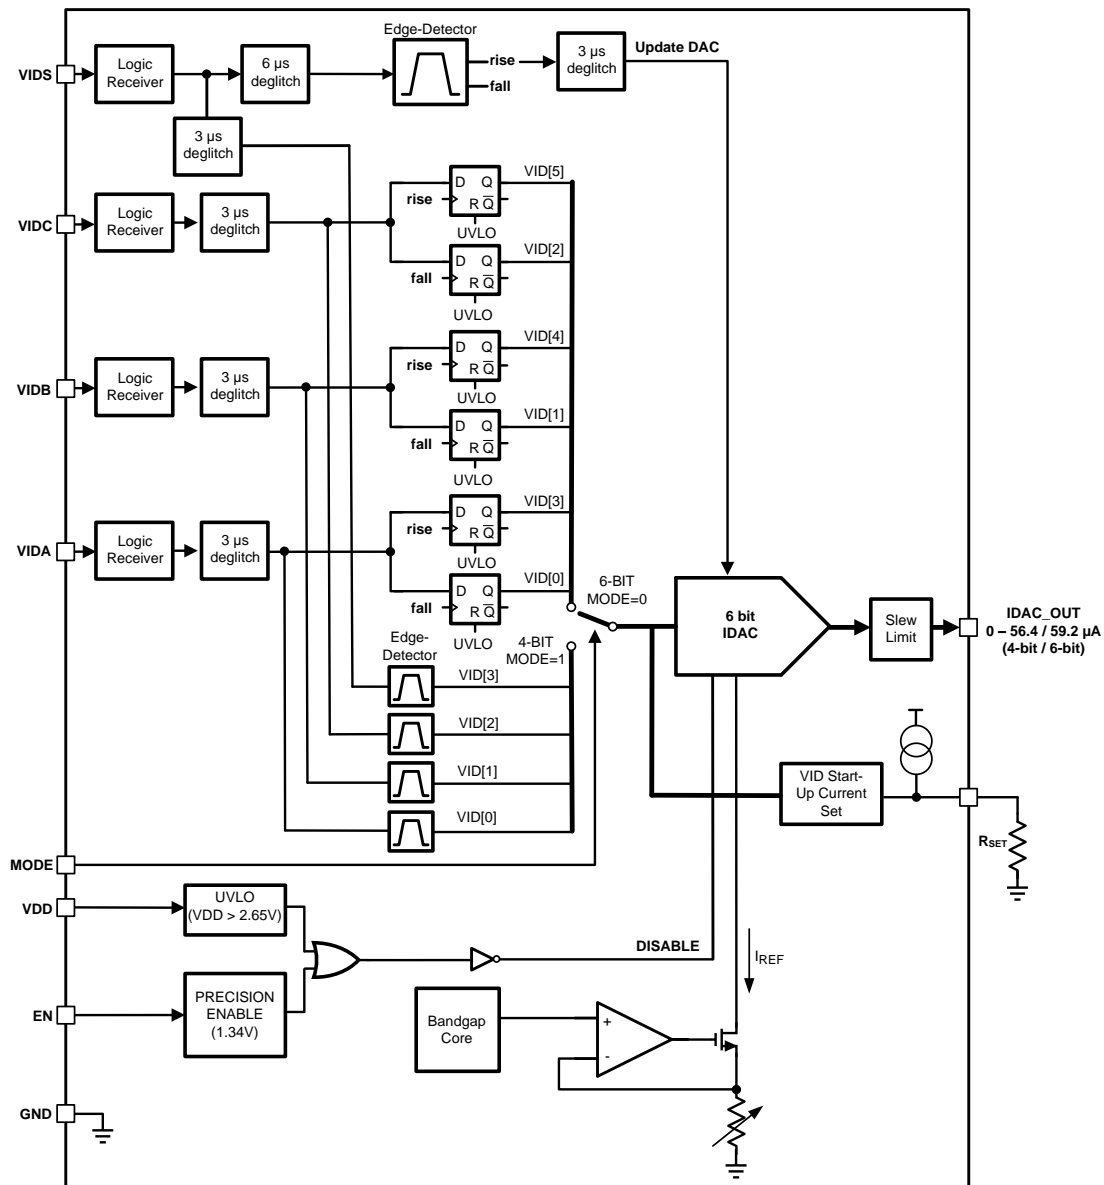 Edge-Detector
VIDS
Logic
Receiver
6 µs
deglitch
rise
fall
3 µs
deglitch
Update DAC
3 µs
deglitch
VIDC
Logic
Receiver
3 µs
deglitch
rise
D Q
R Q
UVLO
VID[5]
fall
D Q
R Q
UVLO
VID[2]
VIDB
Logic
Receiver
3 µs
deglitch
rise
D Q
R Q
UVLO
VID[4]
fall
D Q
R Q
UVLO
VID[1]
VIDA
Logic
Receiver
3 µs
deglitch
rise
D Q
R Q
UVLO
VID[3]
fall
D Q
R Q
UVLO
VID[0]
6-BIT
MODE=0
4-BIT
MODE=1
6 bit
IDAC
Slew
Limit
IDAC_OUT
0 – 56.4 / 59.2 µA
(4-bit / 6-bit)
Edge-
Detector
VID[3]
VID[2]
VID[1]
VID[0]
VID Start-
Up Current
Set
RSET
MODE
VDD
UVLO
(VDD > 2.65V)
DISABLE
IREF
EN
PRECISION
ENABLE
(1.34V)
Bandgap
Core
+
-
GND